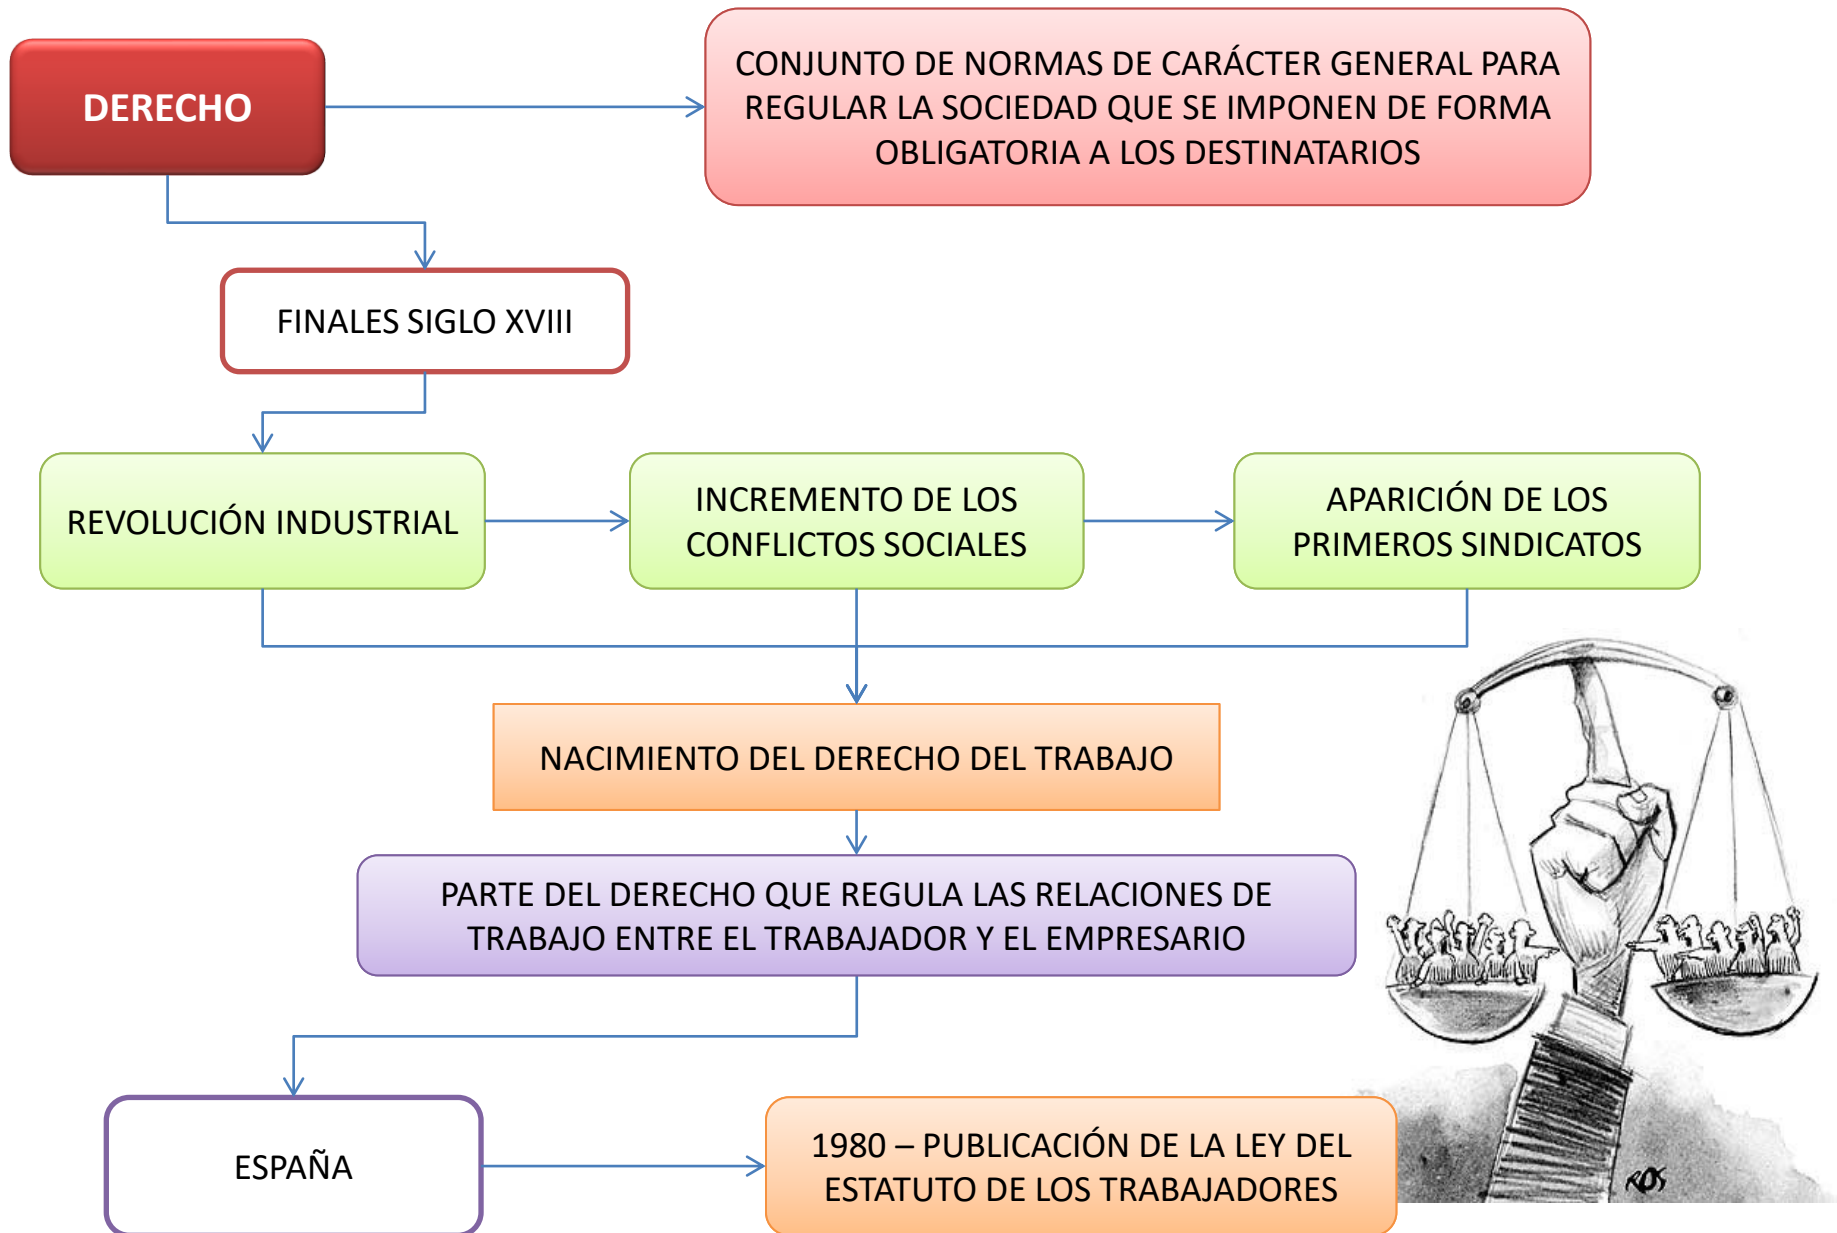 DERECHO
CONJUNTO DE NORMAS DE CARÁCTER GENERAL PARA
REGULAR LA SOCIEDAD QUE SE IMPONEN DE FORMA
OBLIGATORIA A LOS DESTINATARIOS
FINALES SIGLO XVIII
REVOLUCIÓN INDUSTRIAL
INCREMENTO DE LOS
CONFLICTOS SOCIALES
APARICIÓN DE LOS
PRIMEROS SINDICATOS
NACIMIENTO DEL DERECHO DEL TRABAJO
PARTE DEL DERECHO QUE REGULA LAS RELACIONES DE
TRABAJO ENTRE EL TRABAJADOR Y EL EMPRESARIO
ESPAÑA
1980 – PUBLICACIÓN DE LA LEY DEL
ESTATUTO DE LOS TRABAJADORES
ROS